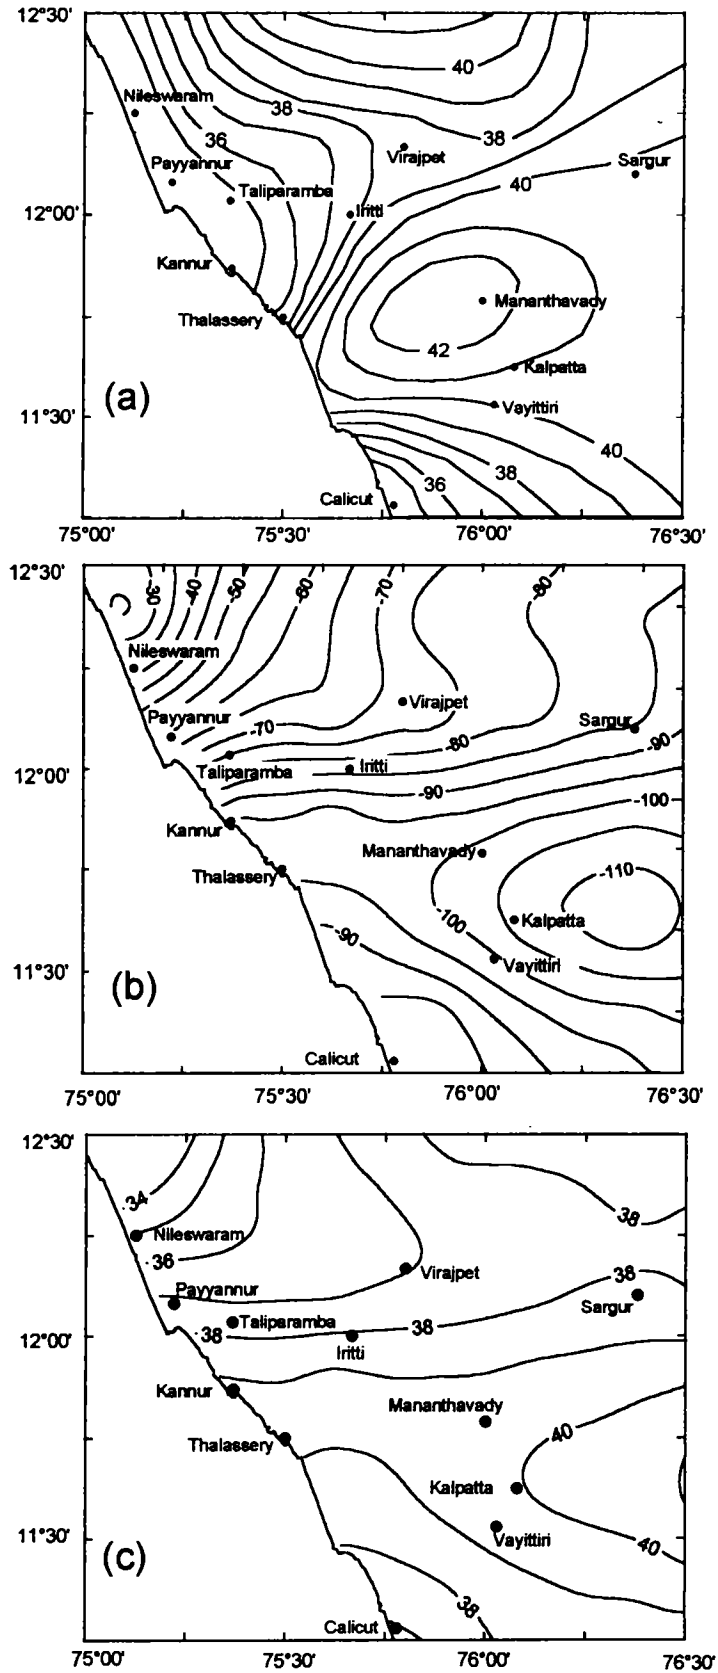 12°30'
40
Nileswaram
38
36
38
Virajpet
Payyannur
Sargur
Taliparamba
40
12°00'
Iritti
Kannur
Mananthavady
Thalassery
42
Kalpatta
(a)
Vayittiri
11°30'
40
38
36
Calicut
75°00'
75°30'
76°00'
76°30'
12°30'
-30
-40
-50
-60
-70
-80
Nileswaram
Virajpet
Payyannur
-70
Sargur
-80
-90
12°00'
Taliparamba
Iritti
-90
-100
Kannur
Mananthavady
Thalassery
-110
-100
Kalpatta
-90
Vayittiri
11°30'
(b)
Calicut
75°00'
75°30'
76°00'
76°30'
12°30'
34
38
Nileswaram
36
Virajpet
38
Payyannur
Sargur
Taliparamba
38
38
12°00'
Iritti
Kannur
Mananthavady
40
Thalassery
Kalpatta
11°30'
Vayittiri
40
(c)
38
Calicut
75°00'
75°30'
76°00'
76°30'